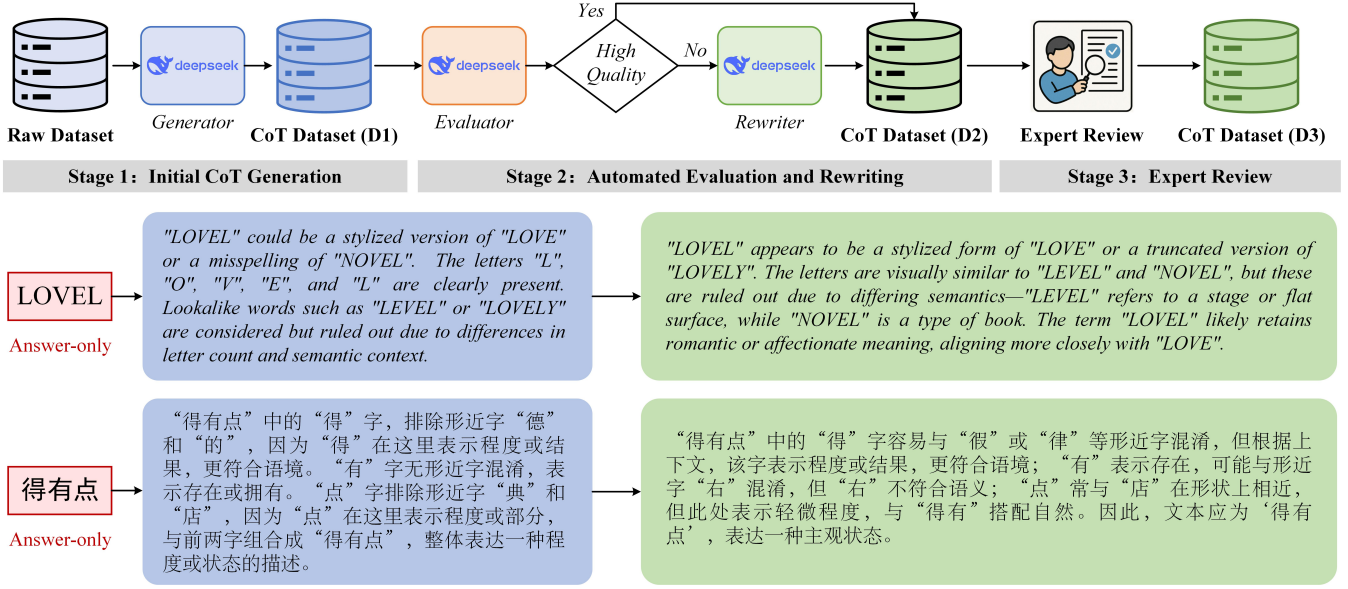 Yes
High
Quality
No
deepseek
deepseek
deepseek
Generator
Evaluator
Rewriter
Raw Dataset
CoT Dataset (D1)
CoT Dataset (D2)
Expert Review
CoT Dataset (D3)
Stage 1：Initial CoT Generation
Stage 2：Automated Evaluation and Rewriting
Stage 3：Expert Review
LOVEL
Answer-only
"LOVEL" could be a stylized version of "LOVE"
or a misspelling of "NOVEL". The letters "L",
"O", "V", "E", and "L" are clearly present.
Lookalike words such as "LEVEL" or "LOVELY"
are considered but ruled out due to differences in
letter count and semantic context.
"LOVEL" appears to be a stylized form of "LOVE" or a truncated version of
"LOVELY". The letters are visually similar to "LEVEL" and "NOVEL", but these
are ruled out due to differing semantics—"LEVEL" refers to a stage or flat
surface, while "NOVEL" is a type of book. The term "LOVEL" likely retains
romantic or affectionate meaning, aligning more closely with "LOVE".
得有点
Answer-only
“得有点”中的“得”字，排除形近字“德”
和“的”，因为“得”在这里表示程度或结
果，更符合语境。“有”字无形近字混淆，表
示存在或拥有。“点”字排除形近字“典”和
“店”，因为“点”在这里表示程度或部分，
与前两字组合成“得有点”，整体表达一种程
度或状态的描述。
“得有点”中的“得”字容易与“假”或“律”等形近字混淆，但根据上
下文，该字表示程度或结果，更符合语境；“有”表示存在，可能与形近
字“右”混淆，但“右”不符合语义；“点”常与“店”在形状上相近，
但此处表示轻微程度，与“得有”搭配自然。因此，文本应为‘得有
点’，表达一种主观状态。